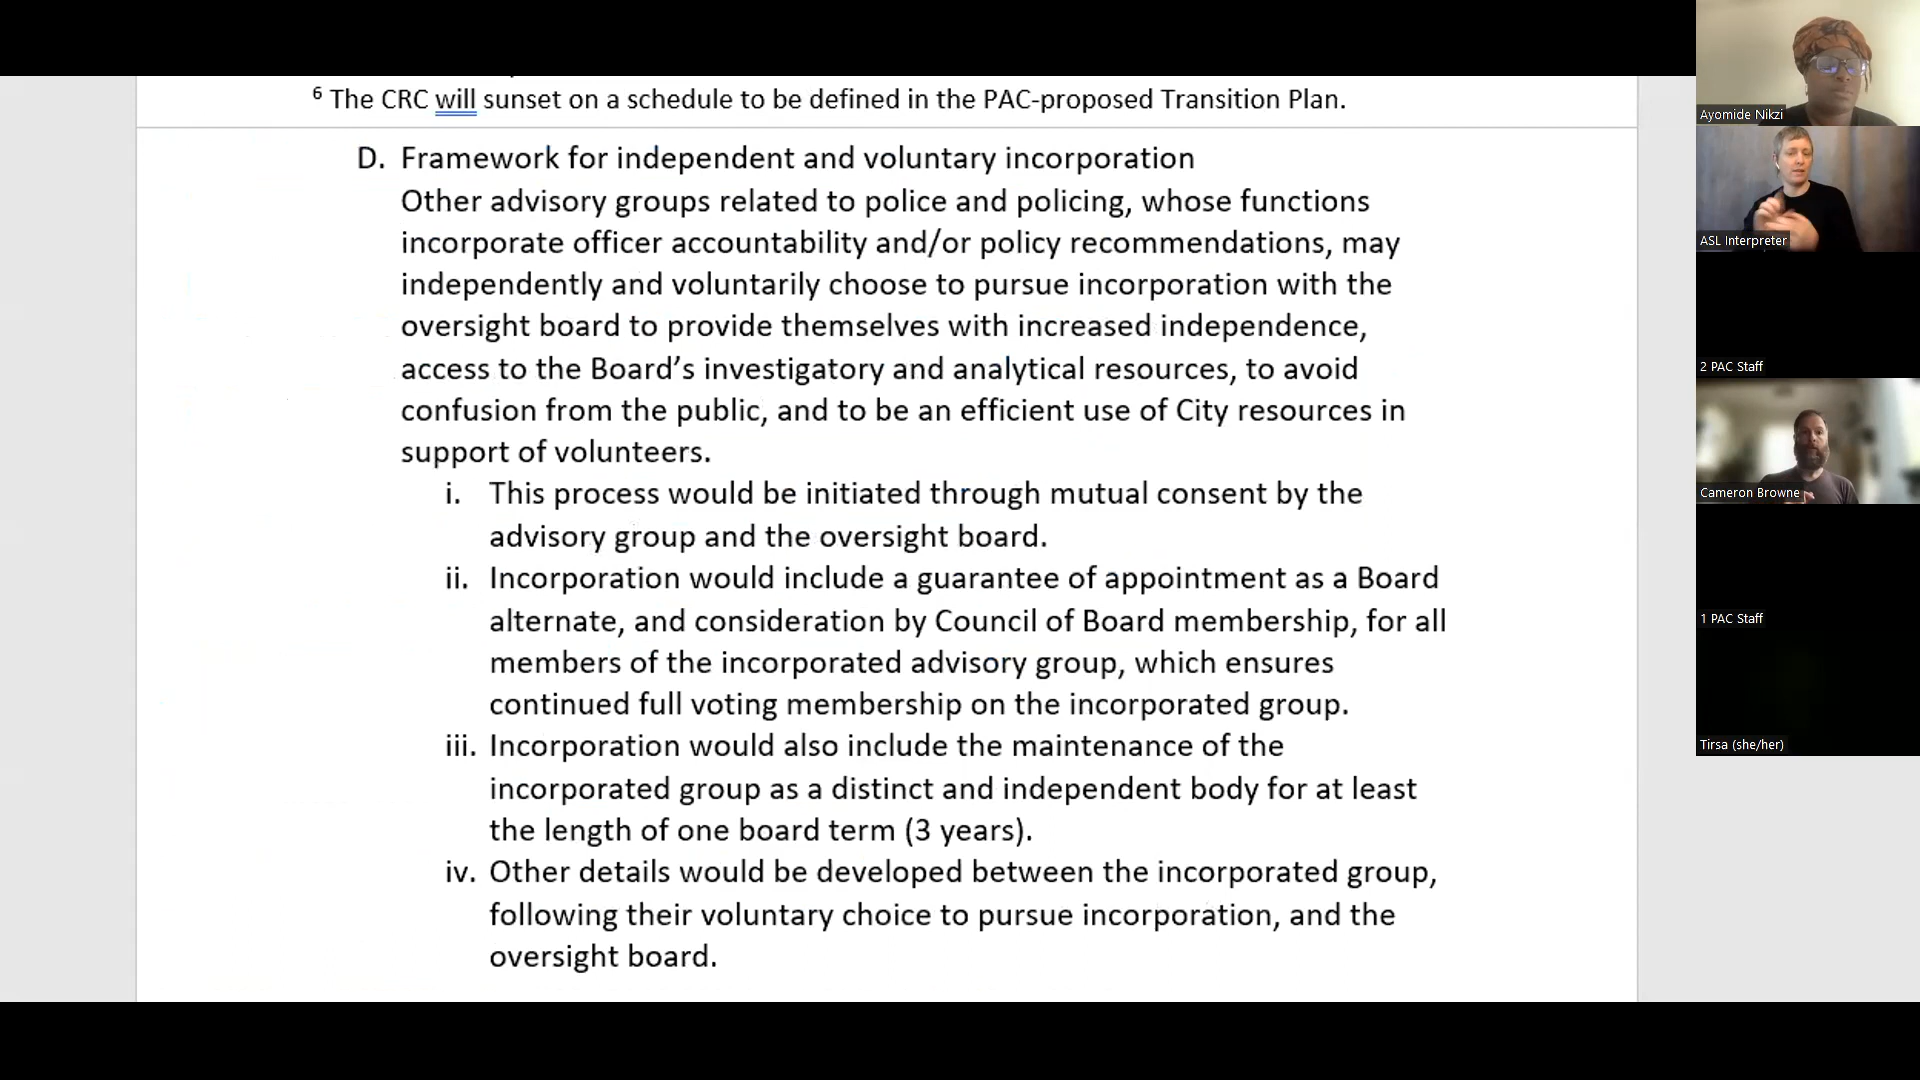 6 The CRC will sunset on a schedule to be defined in the PAC-proposed Transition Plan.
D. Framework for independent and voluntary incorporation
Other advisory groups related to police and policing, whose functions
incorporate officer accountability and/or policy recommendations, may
independently and voluntarily choose to pursue incorporation with the
oversight board to provide themselves with increased independence,
access to the Board’s investigatory and analytical resources, to avoid
confusion from the public, and to be an efficient use of City resources in
support of volunteers.
i. This process would be initiated through mutual consent by the
advisory group and the oversight board.
ii. Incorporation would include a guarantee of appointment as a Board
alternate, and consideration by Council of Board membership, for all
members of the incorporated advisory group, which ensures
continued full voting membership on the incorporated group.
iii. Incorporation would also include the maintenance of the
incorporated group as a distinct and independent body for at least
the length of one board term (3 years).
iv. Other details would be developed between the incorporated group,
following their voluntary choice to pursue incorporation, and the
oversight board.
Ayomide Nikzi
ASL Interpreter
2 PAC Staff
Cameron Browne
1 PAC Staff
Tirsa (she/her)